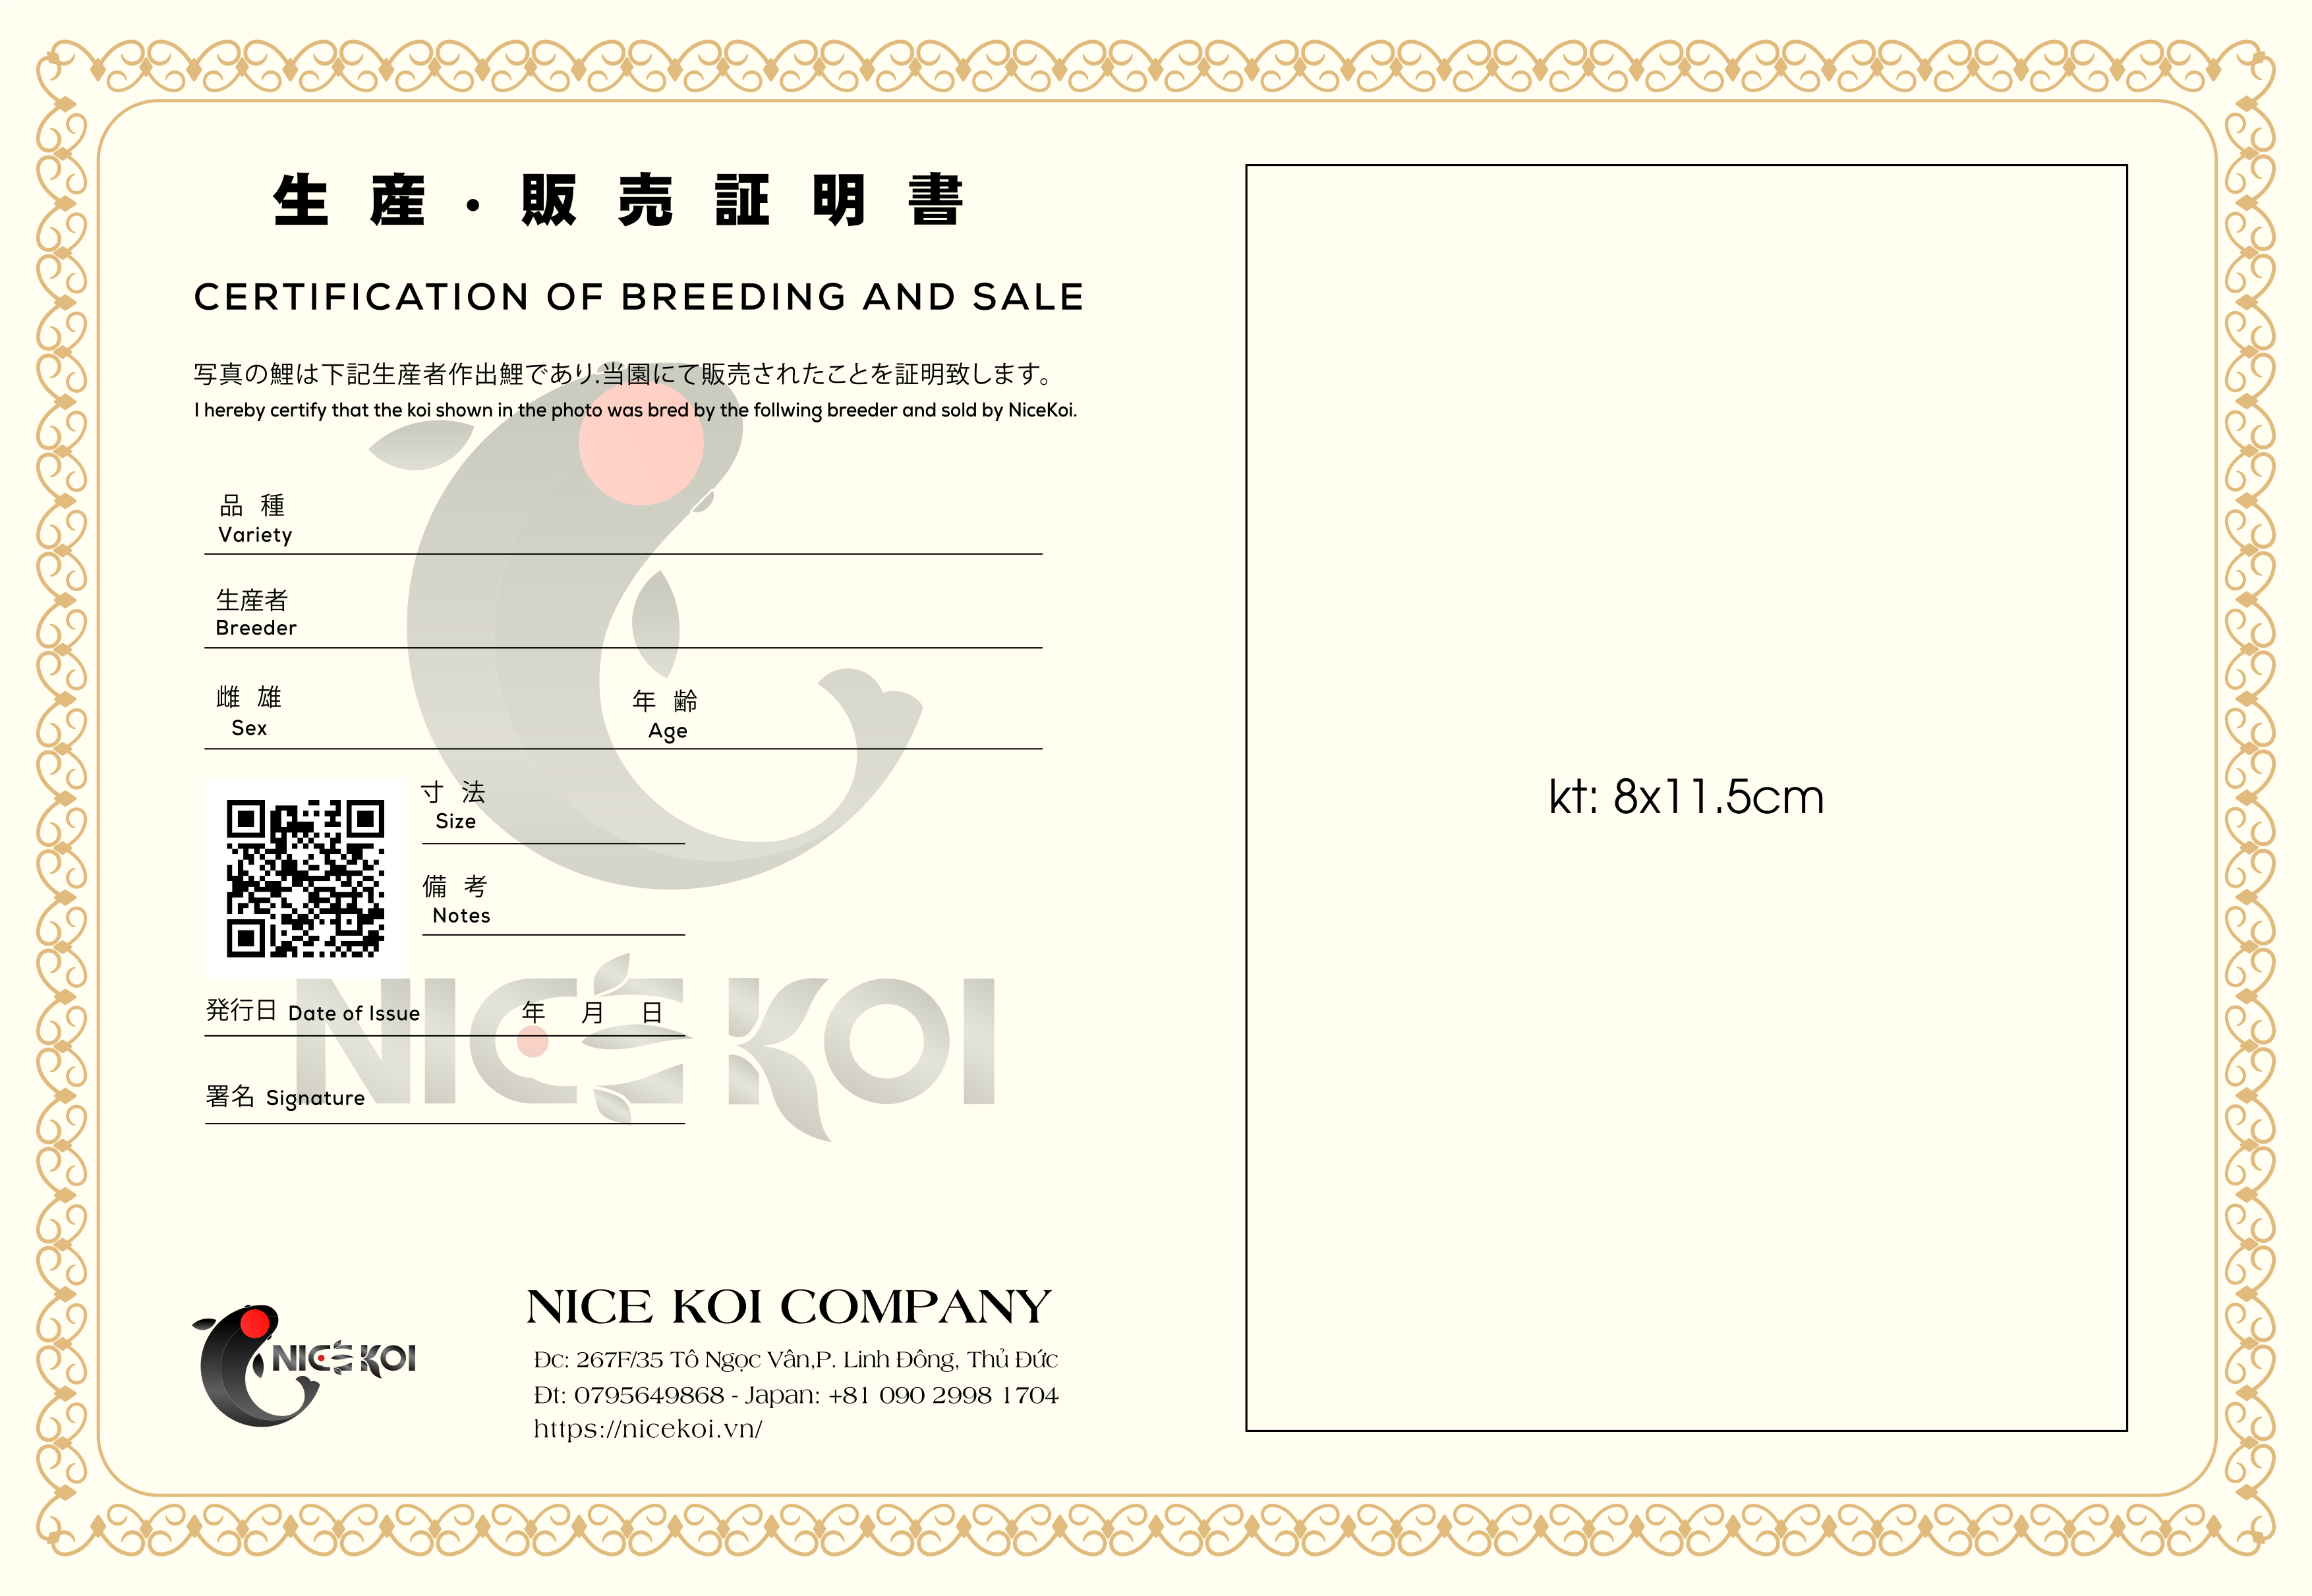 生産・販売証明書
CERTIFICATION OF BREEDING AND SALE
写真の鯉は下記生産者作出鯉であり.当園にて販売されたことを証明致します。
I hereby certify that the koi shown in the photo was bred by the follwing breeder and sold by NiceKoi.
品種
Variety
生産者
Breeder
雌雄
Sex
年齢
Age
寸法
Size
備考
Notes
NICE KOI
発行日 Date of Issue 年 月 日
署名 Signature
NICE KOI
NICE KOI COMPANY
Đc: 267F/35 Tô Ngọc Vân,P. Linh Đông, Thủ Đức
Đt: 0795649868 - Japan: +81 090 2998 1704
https://nicekoi.vn/
kt: 8x11.5cm